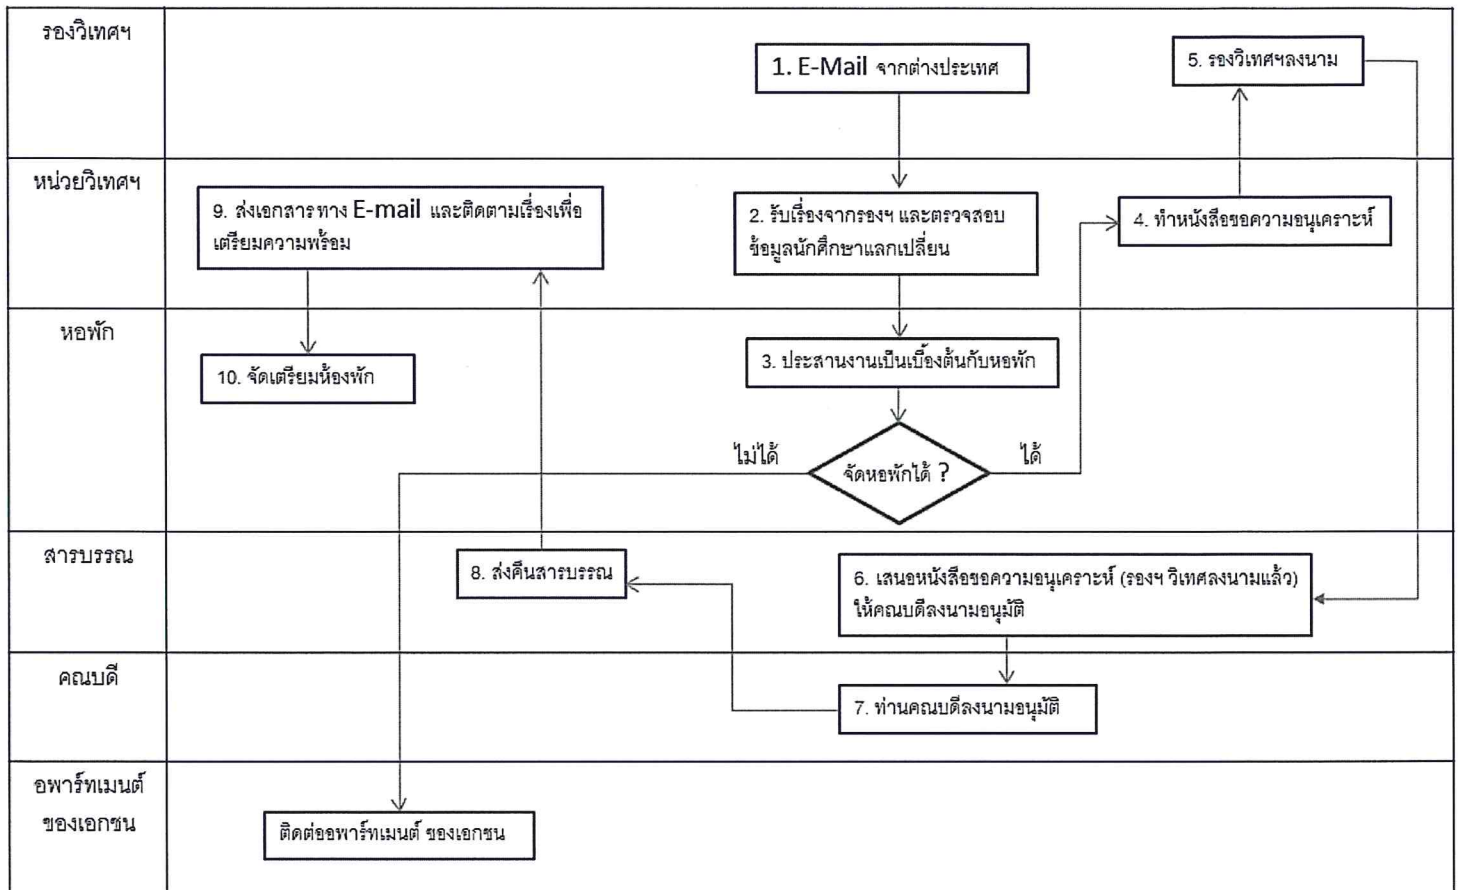 รองวิเทศฯ
1. E-Mail จากต่างประเทศ
5. รองวิเทศฯลงนาม
หน่วยวิเทศฯ
9. ส่งเอกสารทาง E-mail และติดตามเรื่องเพื่อ
เตรียมความพร้อม
2. รับเรื่องจากรองฯ และตรวจสอบ
ข้อมูลนักศึกษาแลกเปลี่ยน
4. ทำหนังสือขอความอนุเคราะห์
หอพัก
10. จัดเตรียมห้องพัก
3. ประสานงานเป็นเบื้องต้นกับหอพัก
ไม่ได้
จัดหอพักได้ ?
ได้
สารบรรณ
8. ส่งคืนสารบรรณ
6. เสนอหนังสือขอความอนุเคราะห์ (รองฯ วิเทศลงนามแล้ว)
ให้คณบดีลงนามอนุมัติ
คณบดี
7. ท่านคณบดีลงนามอนุมัติ
อพาร์ทเมนต์
ของเอกชน
ติดต่ออพาร์ทเมนต์ ของเอกชน